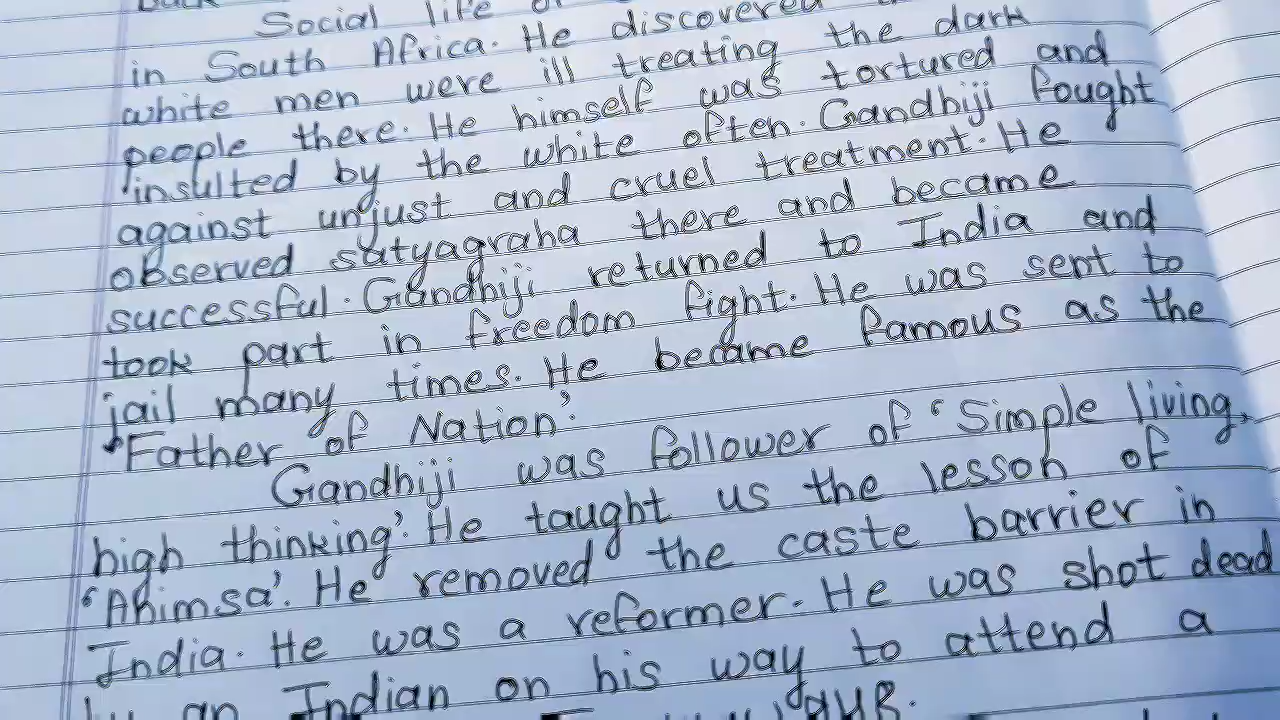 Social life
in South Africa. He discovered
white men were ill treating the dark
people there. He himself was tortured and
insulted by the white often. Gandhiji fought
against unjust and cruel treatment. He
observed satyagraha there and became
successful. Gandhiji returned to India and
took part in freedom fight. He was sent to
jail many times. He became famous as the
'Father of Nation'.
Gandhiji was follower of 'Simple living,
high thinking'. He taught us the lesson of
'Ahimsa'. He removed the caste barrier in
India. He was a reformer. He was shot dead
by an Indian on his way to attend a